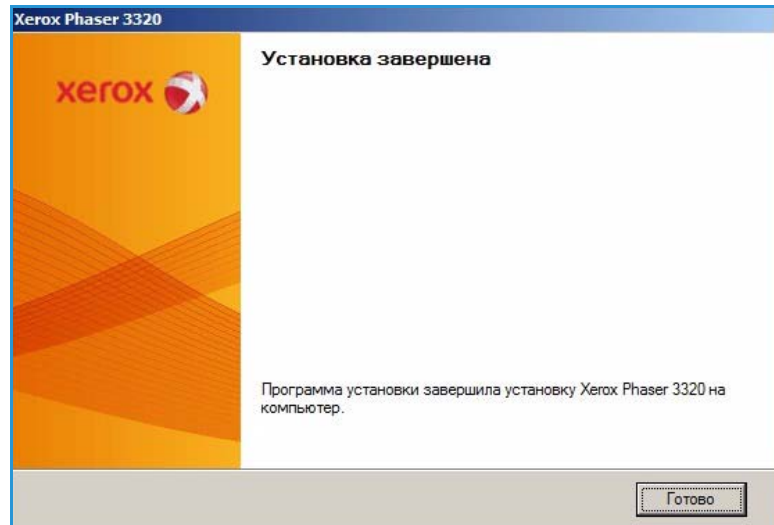 Xerox Phaser 3320
xerox
Установка завершена
Программа установки завершила установку Xerox Phaser 3320 на
компьютер.
Готово